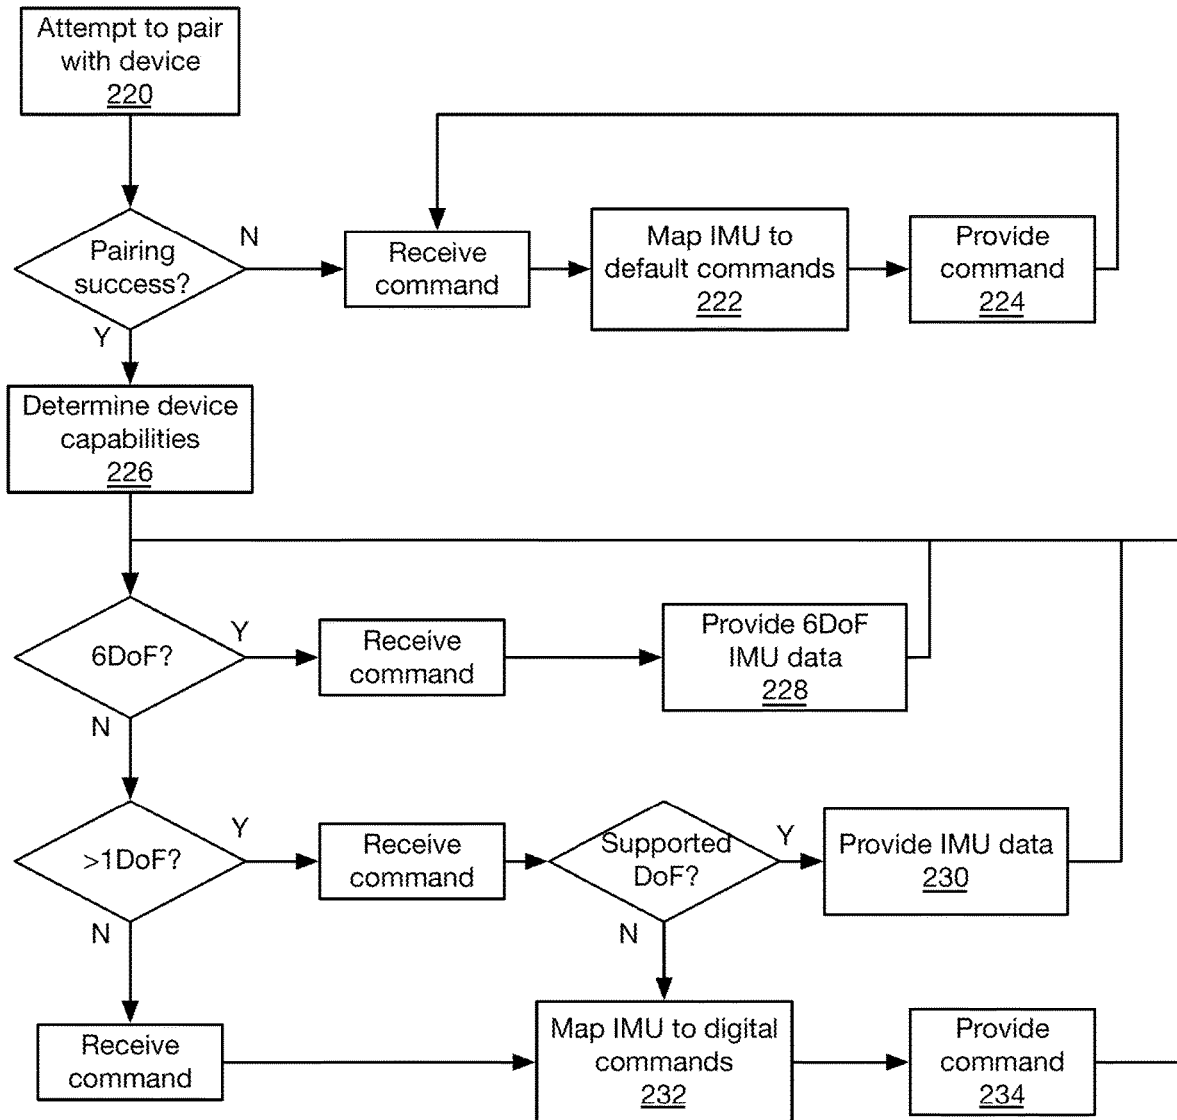 Attempt to pair
with device
220
Pairing
success?
N
Y
Receive
command
Map IMU to
default commands
222
Provide
command
224
Determine device
capabilities
226
6DoF?
Y
N
Receive
command
Provide 6DoF
IMU data
228
>1DoF?
Y
N
Receive
command
Supported
DoF?
Y
N
Provide IMU data
230
Receive
command
Map IMU to digital
commands
232
Provide
command
234